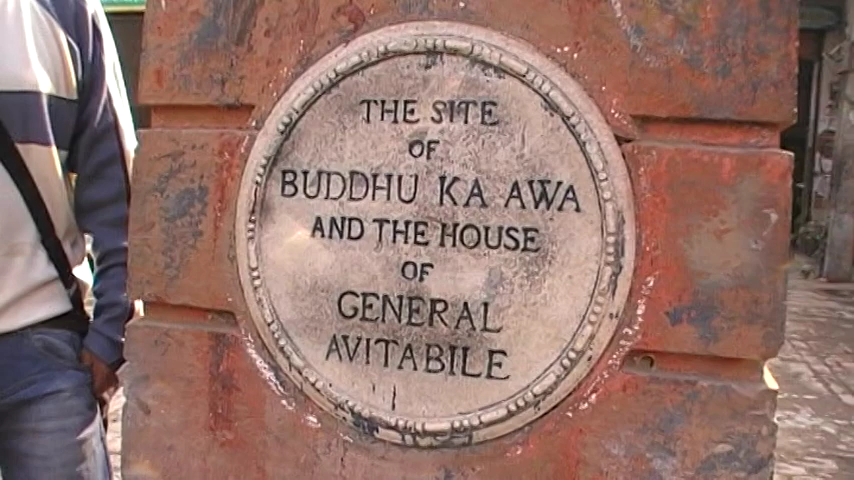 THE SITE
OF
BUDDHU KA AWA
AND THE HOUSE
OF
GENERAL
AVITABILE